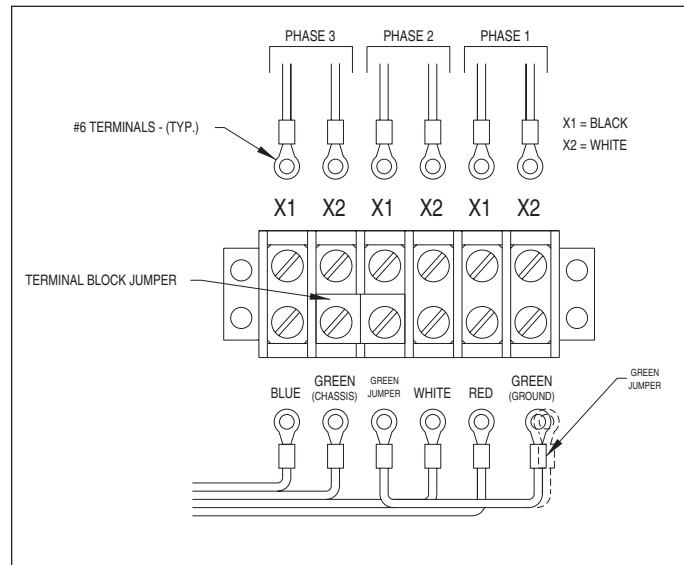 PHASE 3 PHASE 2 PHASE 1
#6 TERMINALS - (TYP.)
X1 = BLACK
X2 = WHITE
X1 X2 X1 X2 X1 X2
TERMINAL BLOCK JUMPER
BLUE
GREEN
(CHASSIS)
GREEN
JUMPER
WHITE
RED
GREEN
(GROUND)
GREEN
JUMPER